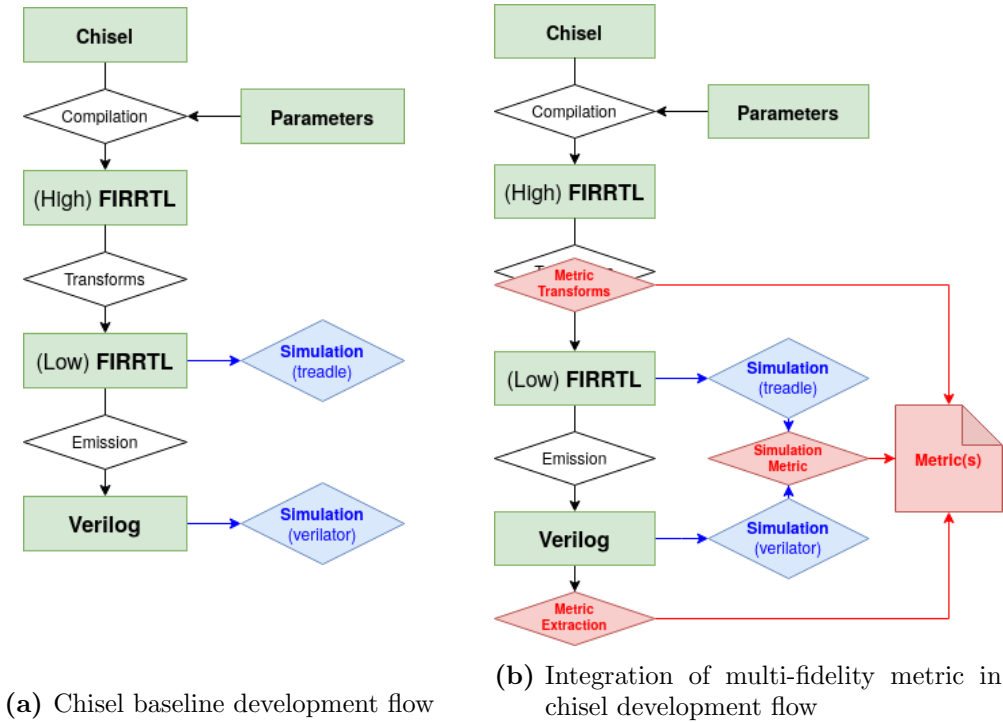 Chisel
Compilation
Parameters
(High) FIRRTL
Transforms
(Low) FIRRTL
Simulation
(treadle)
Emission
Verilog
Simulation
(verilator)
(a) Chisel baseline development flow
Chisel
Compilation
Parameters
(High) FIRRTL
Metric
Transforms
(Low) FIRRTL
Simulation
(treadle)
Emission
Simulation
Metric
Metric(s)
Verilog
Simulation
(verilator)
Metric
Extraction
(b) Integration of multi-fidelity metric in
chisel development flow